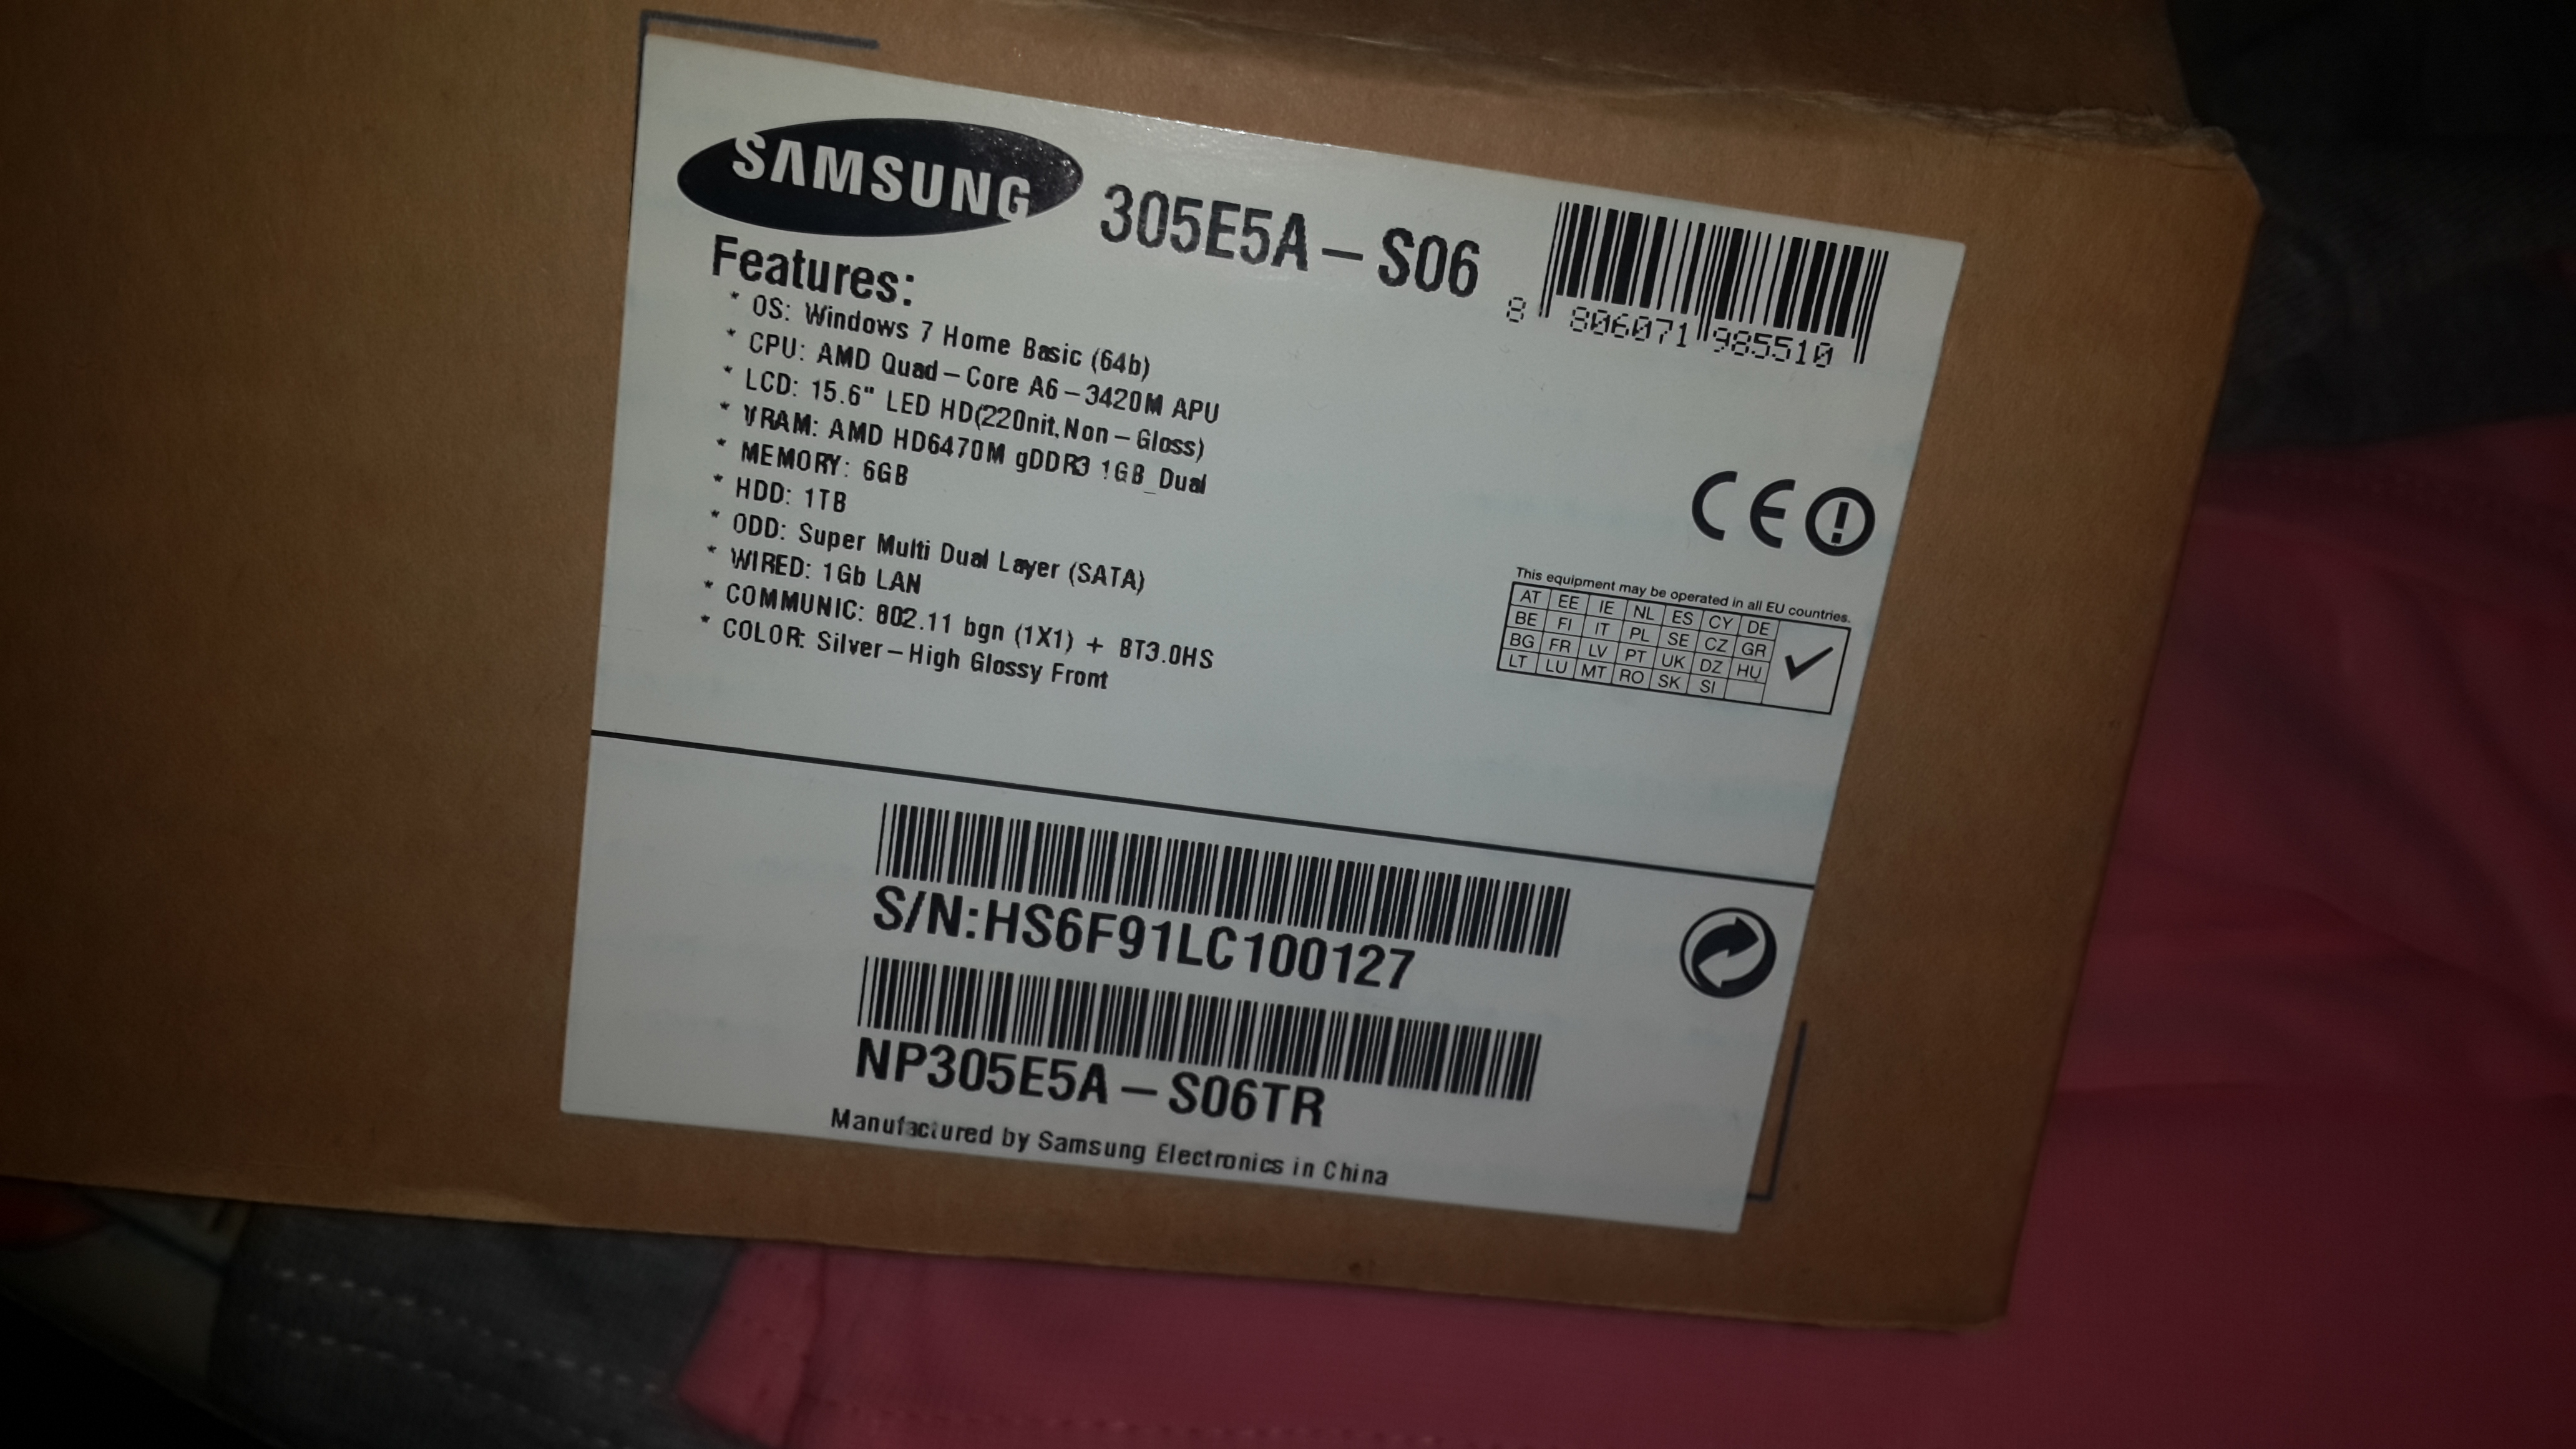 SAMSUNG 305E5A-S06
8 806071 985510
Features:
* OS: Windows 7 Home Basic (64b)
* CPU: AMD Quad-Core A6-3420M APU
* LCD: 15.6" LED HD(220nit,Non-Gloss)
* VRAM: AMD HD6470M gDDR3 1GB_Dual
* MEMORY: 6GB
* HDD: 1TB
* ODD: Super Multi Dual Layer (SATA)
* WIRED: 1Gb LAN
* COMMUNIC: 802.11 bgn (1X1) + BT3.0HS
* COLOR: Silver-High Glossy Front
CE
This equipment may be operated in all EU countries.
AT EE IE NL ES CY DE
BE FI IT PL SE CZ GR
BG FR LV PT UK DZ HU
LT LU MT RO SK SI
S/N:HS6F91LC100127
NP305E5A-S06TR
Manufactured by Samsung Electronics in China